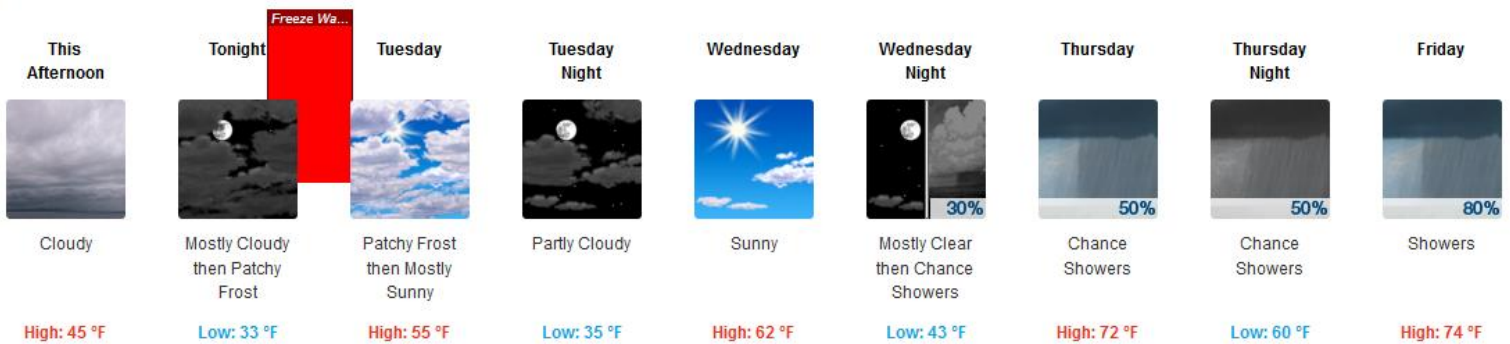 Freeze Wa...
This
Afternoon
Tonight
Tuesday
Tuesday
Night
Wednesday
Wednesday
Night
Thursday
Thursday
Night
Friday
30%
50%
50%
80%
Cloudy
Mostly Cloudy
then Patchy
Frost
Patchy Frost
then Mostly
Sunny
Partly Cloudy
Sunny
Mostly Clear
then Chance
Showers
Chance
Showers
Chance
Showers
Showers
High: 45 °F
Low: 33 °F
High: 55 °F
Low: 35 °F
High: 62 °F
Low: 43 °F
High: 72 °F
Low: 60 °F
High: 74 °F